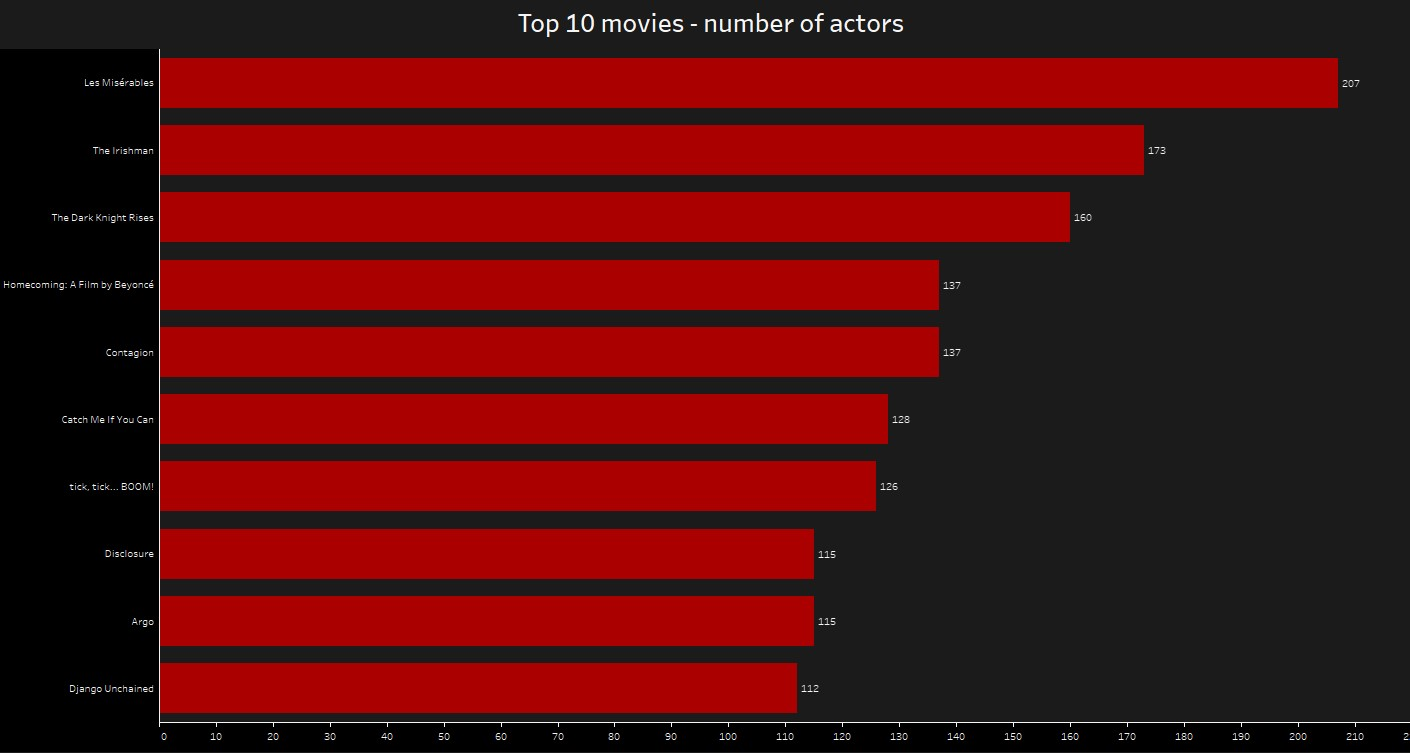 Top 10 movies - number of actors
Les Misérables 207
The Irishman 173
The Dark Knight Rises 160
Homecoming: A Film by Beyoncé 137
Contagion 137
Catch Me If You Can 128
tick, tick... BOOM! 126
Disclosure 115
Argo 115
Django Unchained 112
0 10 20 30 40 50 60 70 80 90 100 110 120 130 140 150 160 170 180 190 200 210